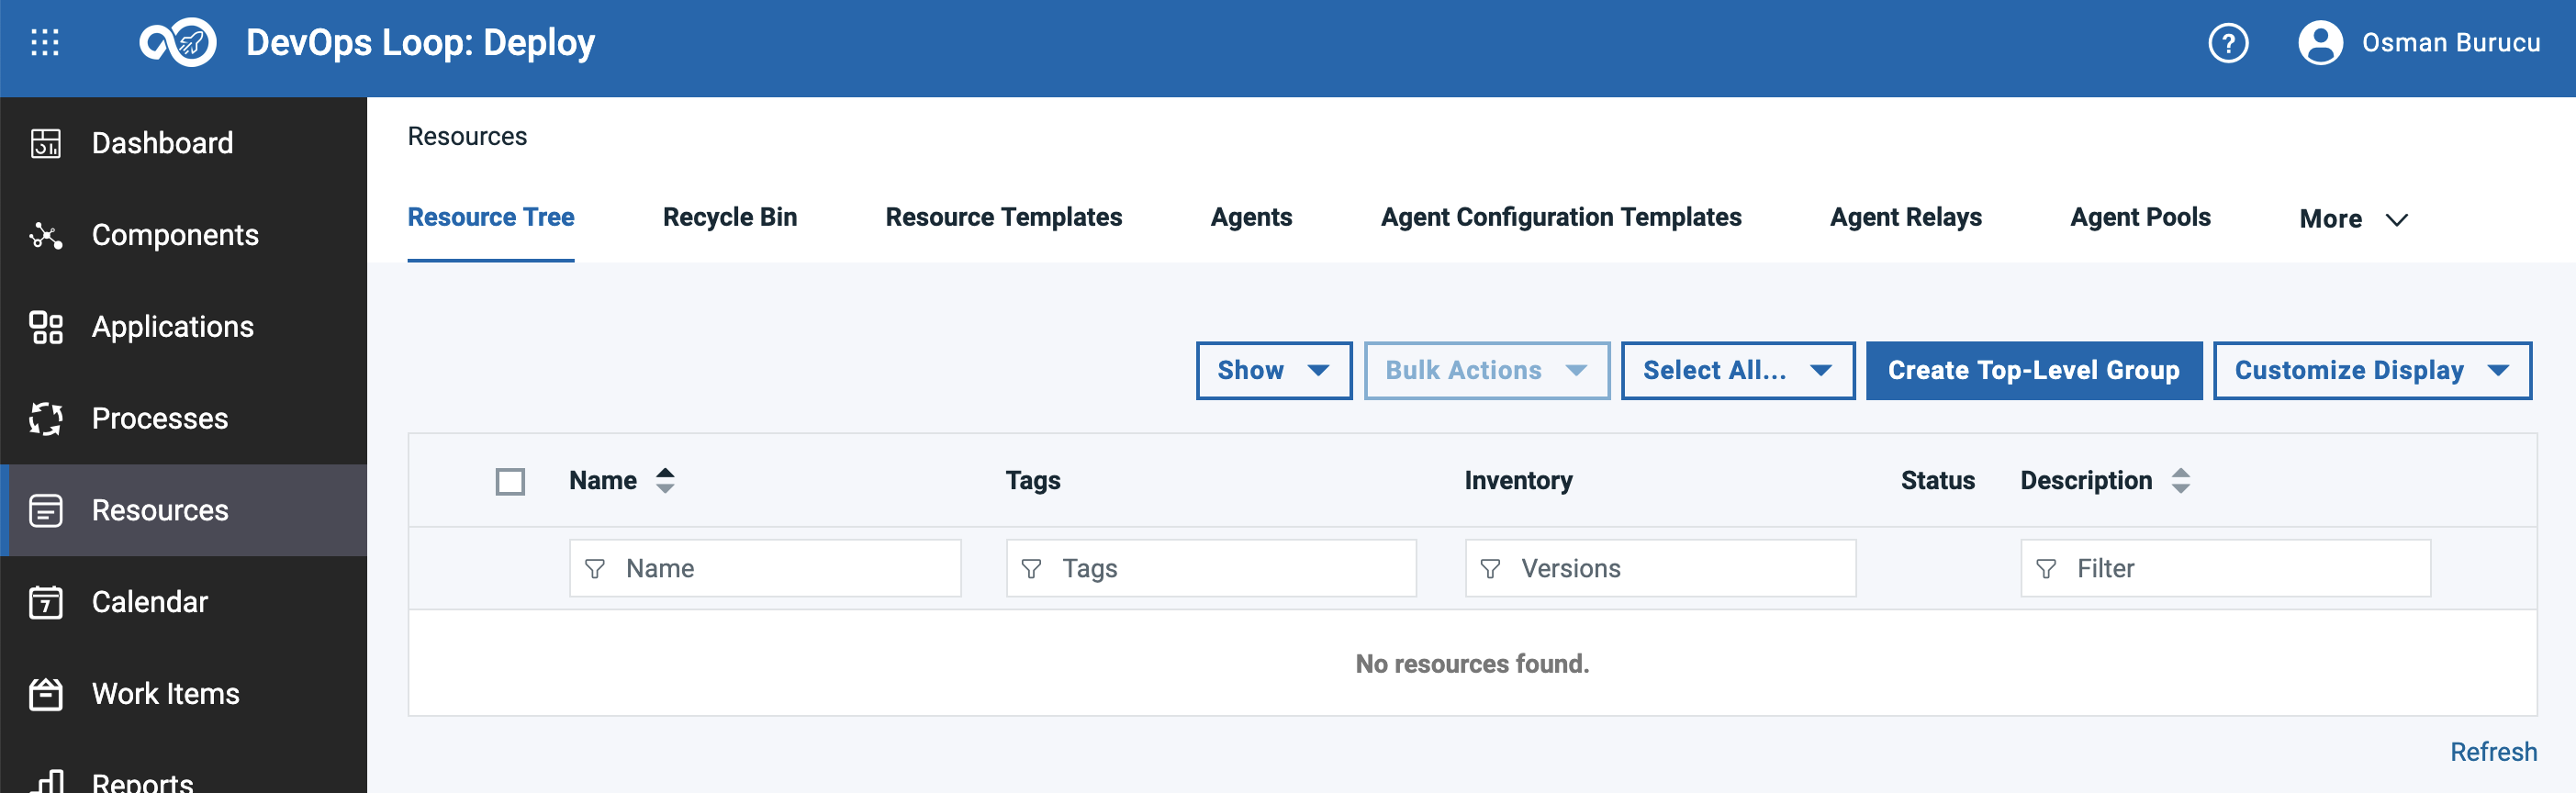 DevOps Loop: Deploy
?
Osman Burucu
Dashboard
Components
Applications
Processes
Resources
7
Calendar
Work Items
Reports
Resources
Resource Tree Recycle Bin Resource Templates Agents Agent Configuration Templates Agent Relays Agent Pools More
Show Bulk Actions Select All... Create Top-Level Group Customize Display
Name Tags Inventory Status Description
Name Tags Versions Filter
No resources found.
Refresh